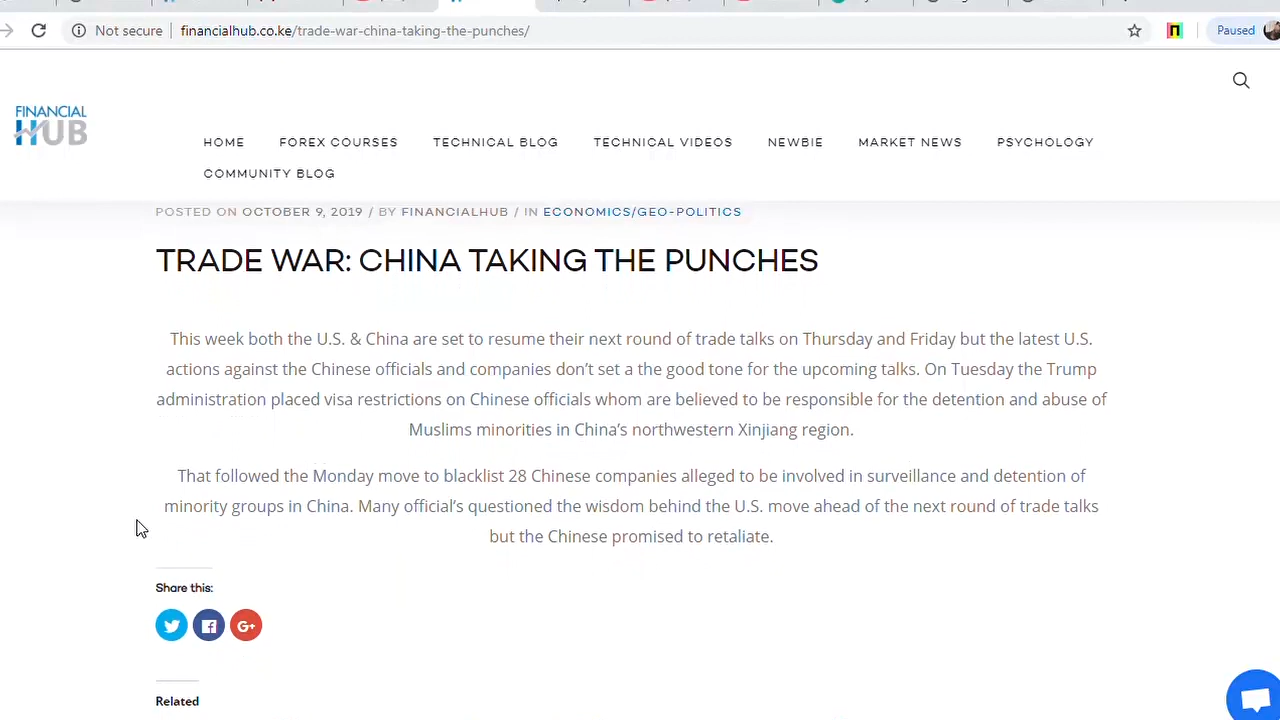 Not secure
financialhub.co.ke/trade-war-china-taking-the-punches/
Paused
FINANCIAL
HUB
HOME
FOREX COURSES
TECHNICAL BLOG
TECHNICAL VIDEOS
NEWBIE
MARKET NEWS
PSYCHOLOGY
COMMUNITY BLOG
POSTED ON OCTOBER 9, 2019 / BY FINANCIALHUB / IN ECONOMICS/GEO-POLITICS
TRADE WAR: CHINA TAKING THE PUNCHES
This week both the U.S. & China are set to resume their next round of trade talks on Thursday and Friday but the latest U.S.
actions against the Chinese officials and companies don't set a the good tone for the upcoming talks. On Tuesday the Trump
administration placed visa restrictions on Chinese officials whom are believed to be responsible for the detention and abuse of
Muslims minorities in China's northwestern Xinjiang region.
That followed the Monday move to blacklist 28 Chinese companies alleged to be involved in surveillance and detention of
minority groups in China. Many official's questioned the wisdom behind the U.S. move ahead of the next round of trade talks
but the Chinese promised to retaliate.
Share this:
G+
Related